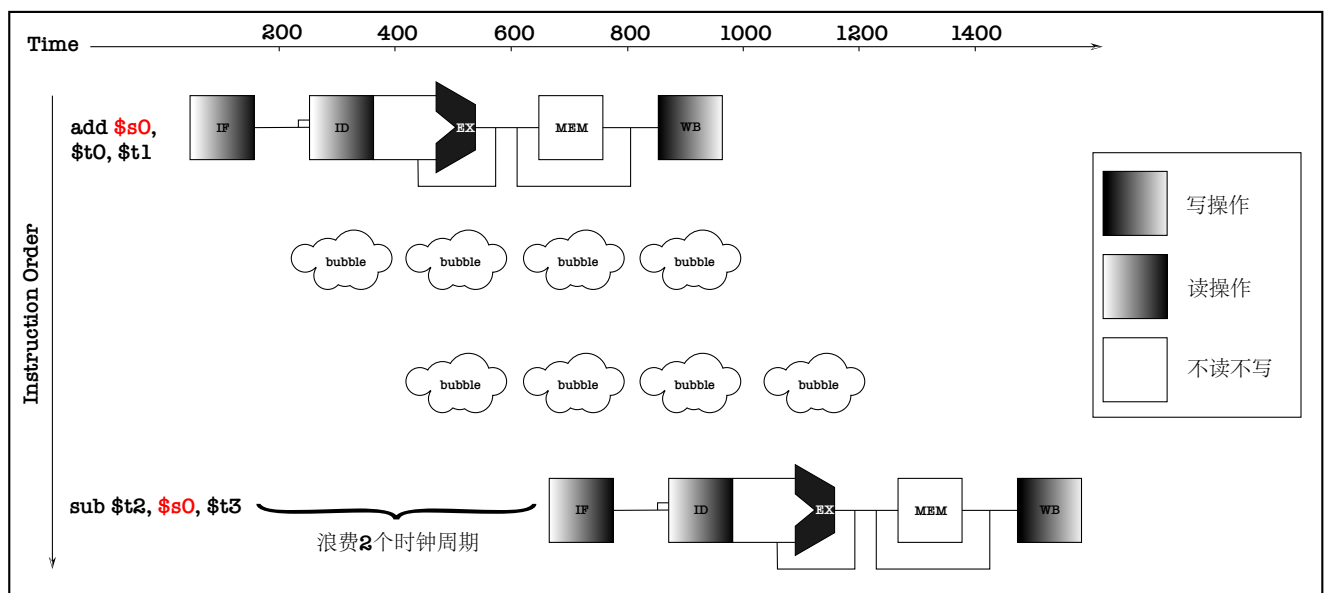 Time 200 400 600 800 1000 1200 1400
Instruction Order
add $s0,
$t0, $t1
IF ID EX MEM WB
bubble bubble bubble bubble
bubble bubble bubble bubble
sub $t2, $s0, $t3
IF ID EX MEM WB
浪费2个时钟周期
写操作
读操作
不读不写